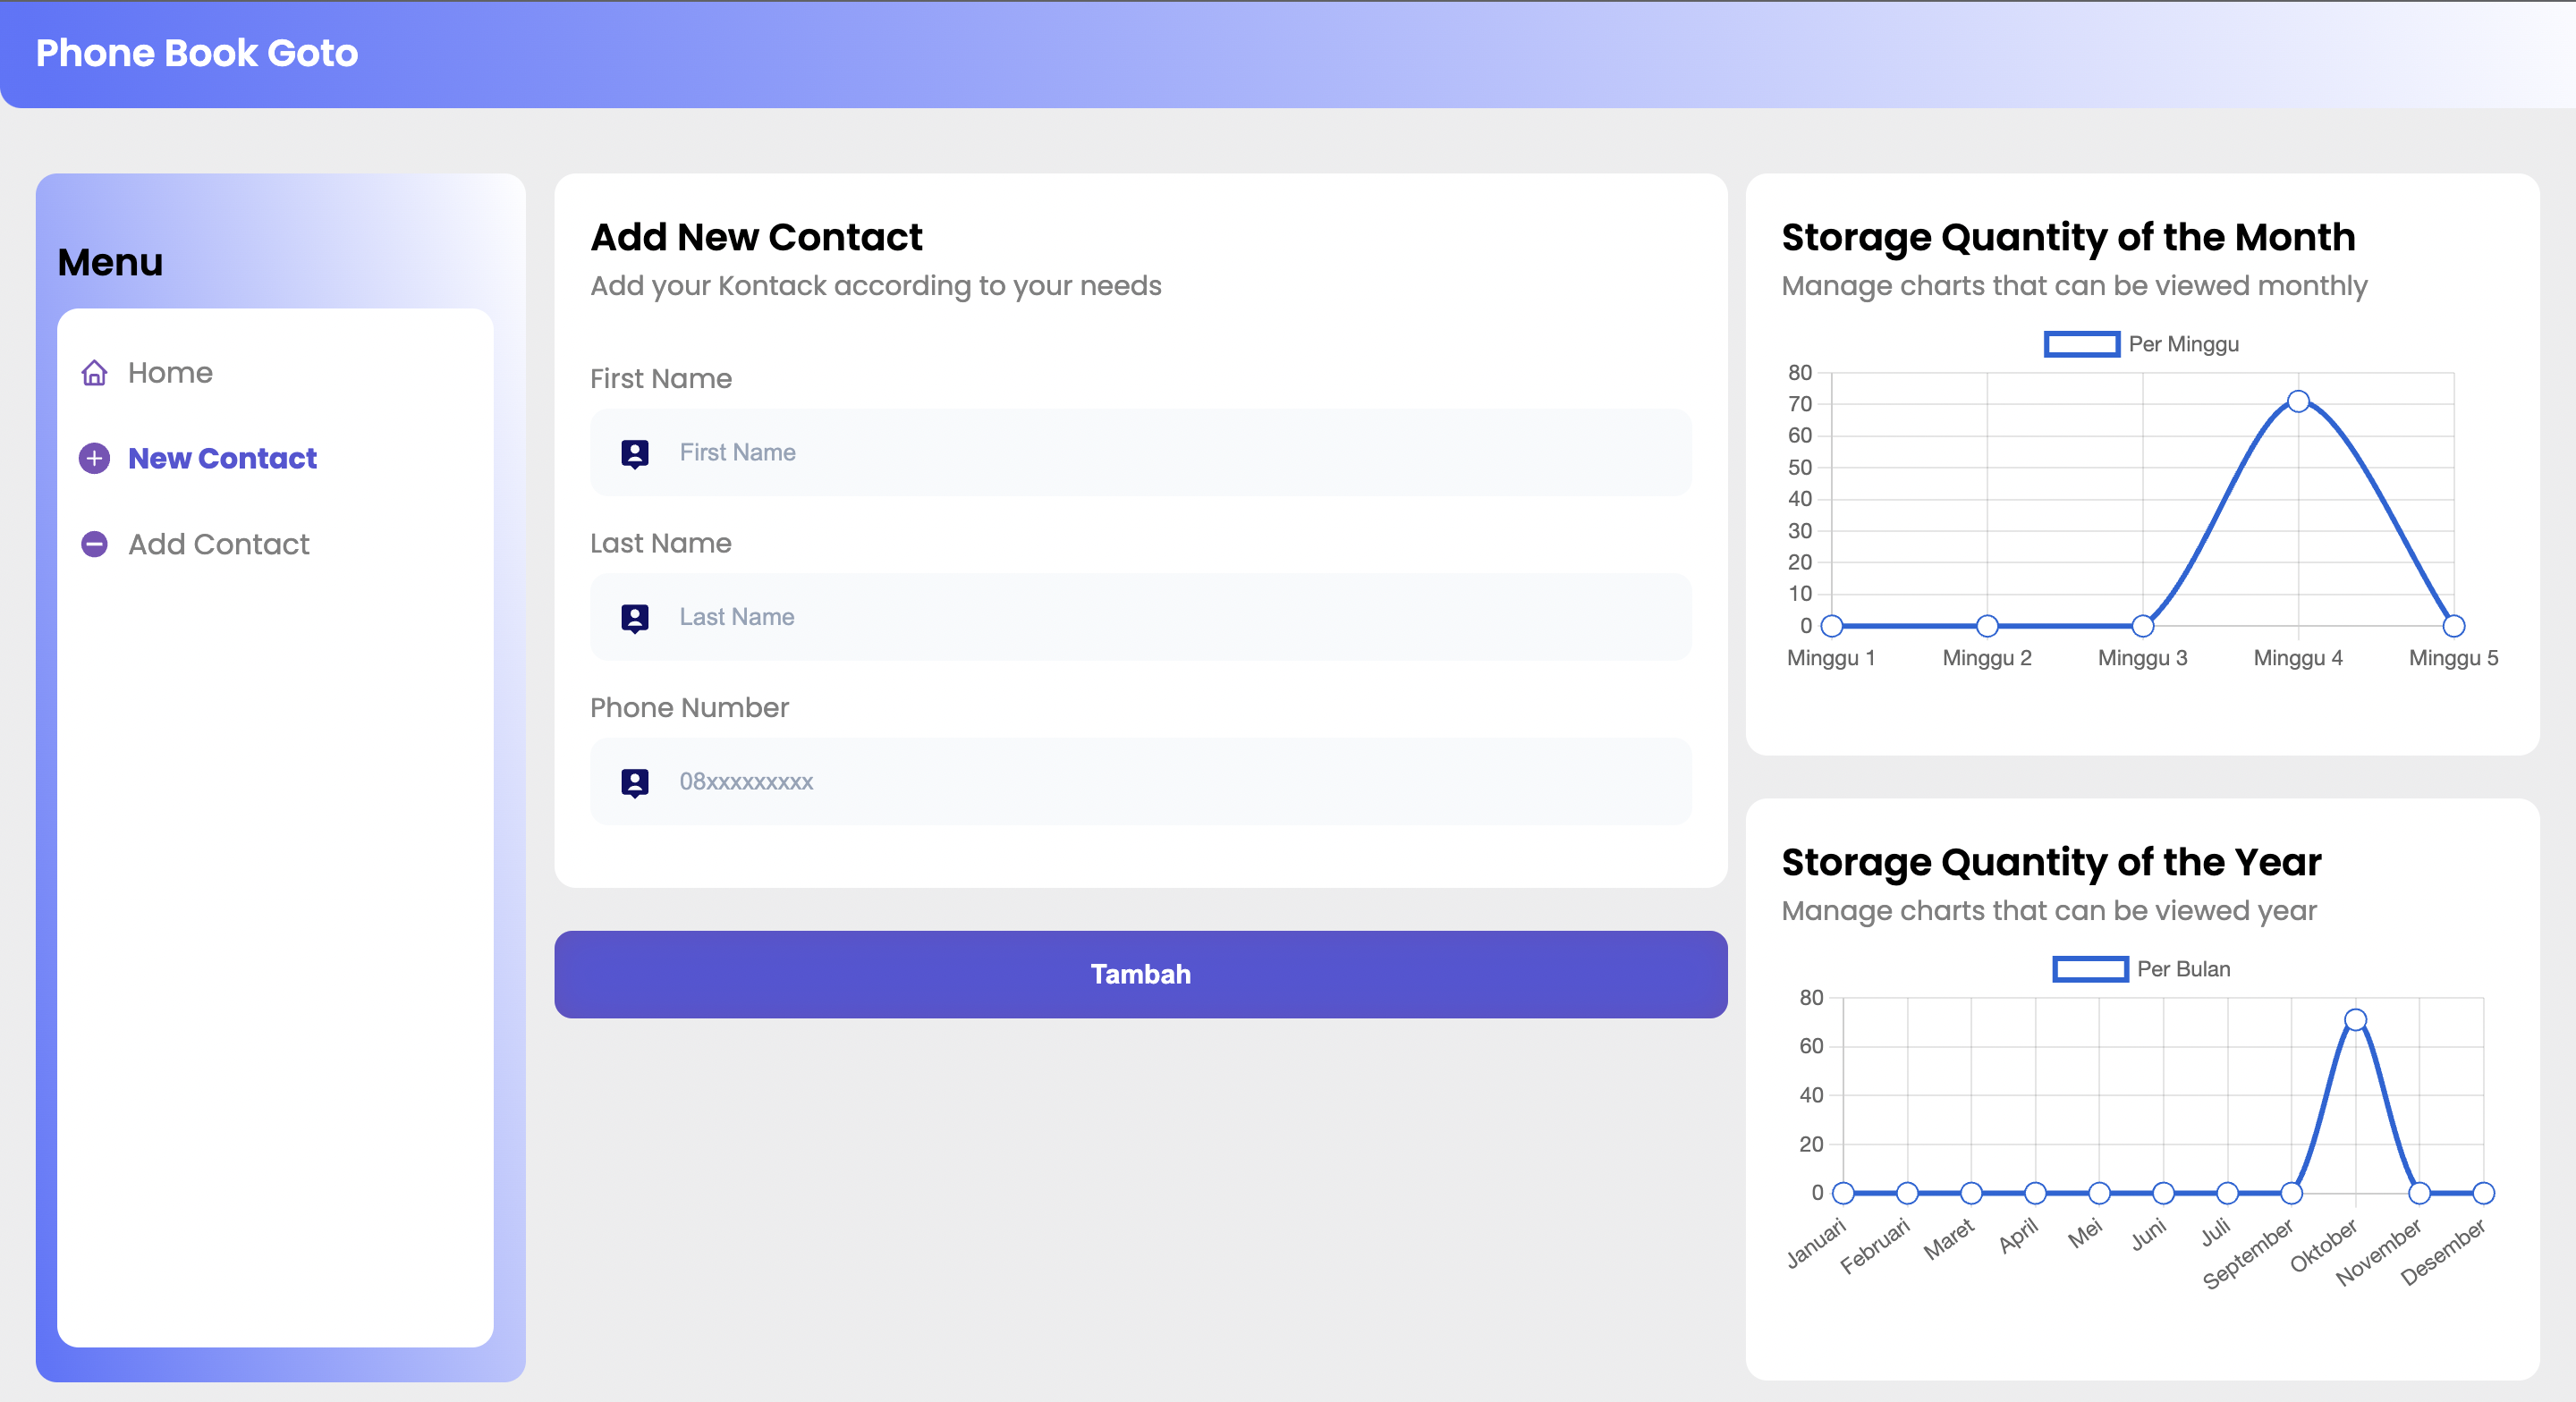 Phone Book Goto
Menu
Home
New Contact
Add Contact
Add New Contact
Add your Kontack according to your needs
First Name
First Name
Last Name
Last Name
Phone Number
08xxxxxxxxx
Tambah
Storage Quantity of the Month
Manage charts that can be viewed monthly
Per Minggu
80
70
60
50
40
30
20
10
0
Minggu 1 Minggu 2 Minggu 3 Minggu 4 Minggu 5
Storage Quantity of the Year
Manage charts that can be viewed year
Per Bulan
80
60
40
20
0
Januari Februari Maret April Mei Juni Juli September Oktober November Desember